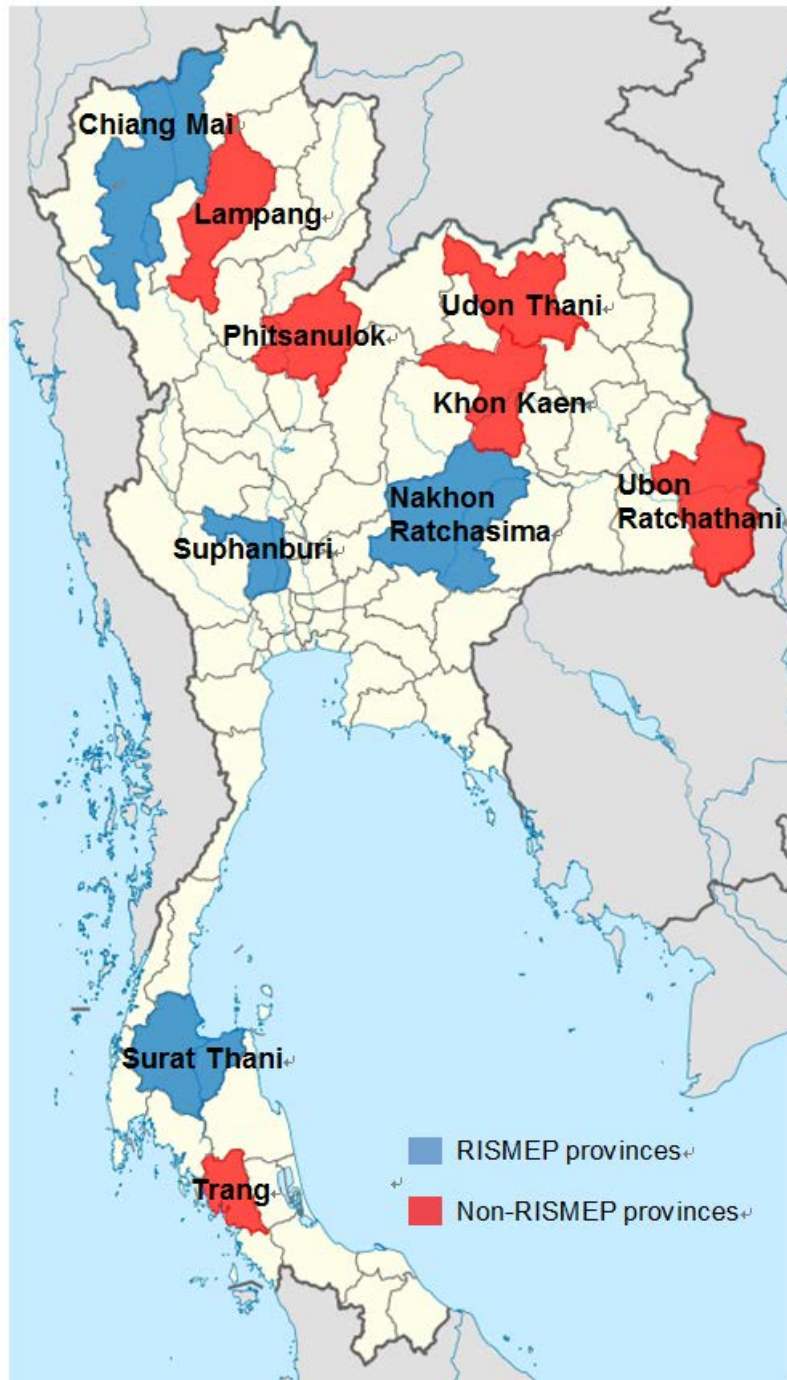 Chiang Mai
Lampang
Udon Thani
Phitsanulok
Khon Kaen
Nakhon
Ratchasima
Ubon
Ratchathani
Suphanburi
Surat Thani
RISMEP provinces
Trang
Non-RISMEP provinces